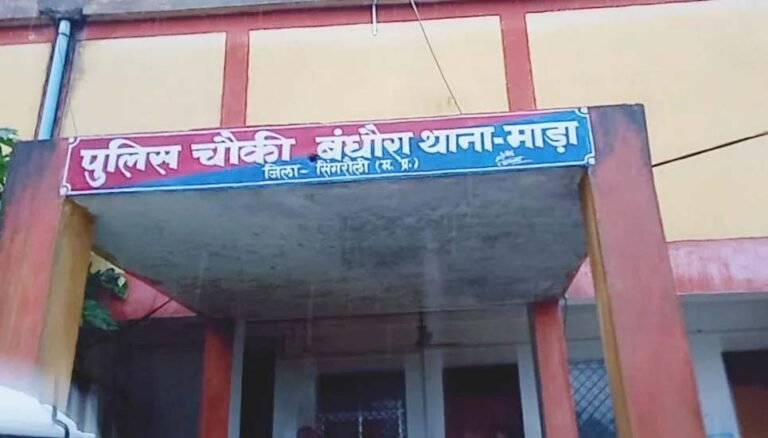 पुलिस चौकी बंधौरा थाना-माड़ा
जिला- सिंगरौली (म. प्र.)